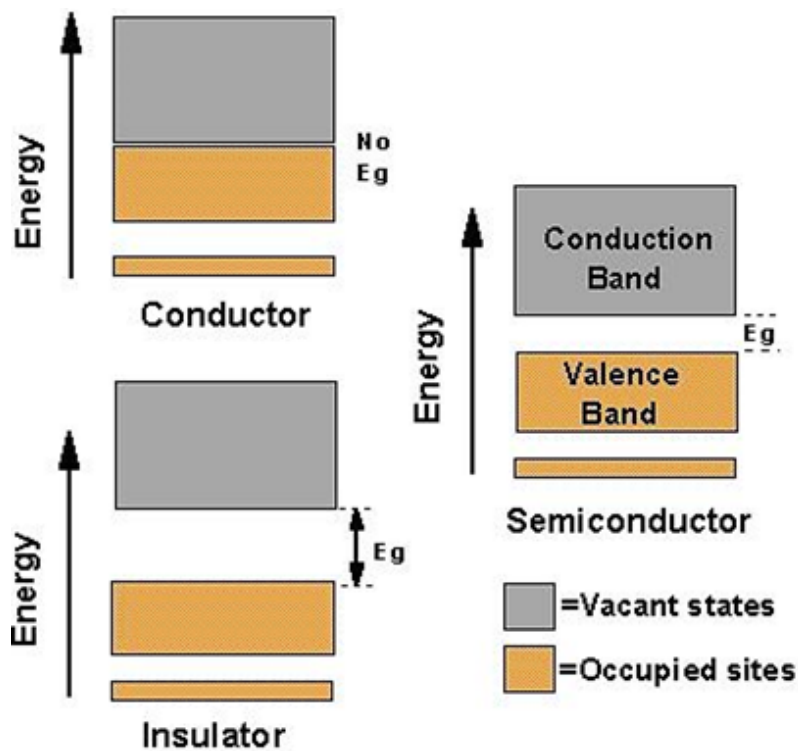 Energy
No
Eg
Conductor
Energy
Conduction
Band
Eg
Valence
Band
Semiconductor
Energy
Eg
Insulator
=Vacant states
=Occupied sites